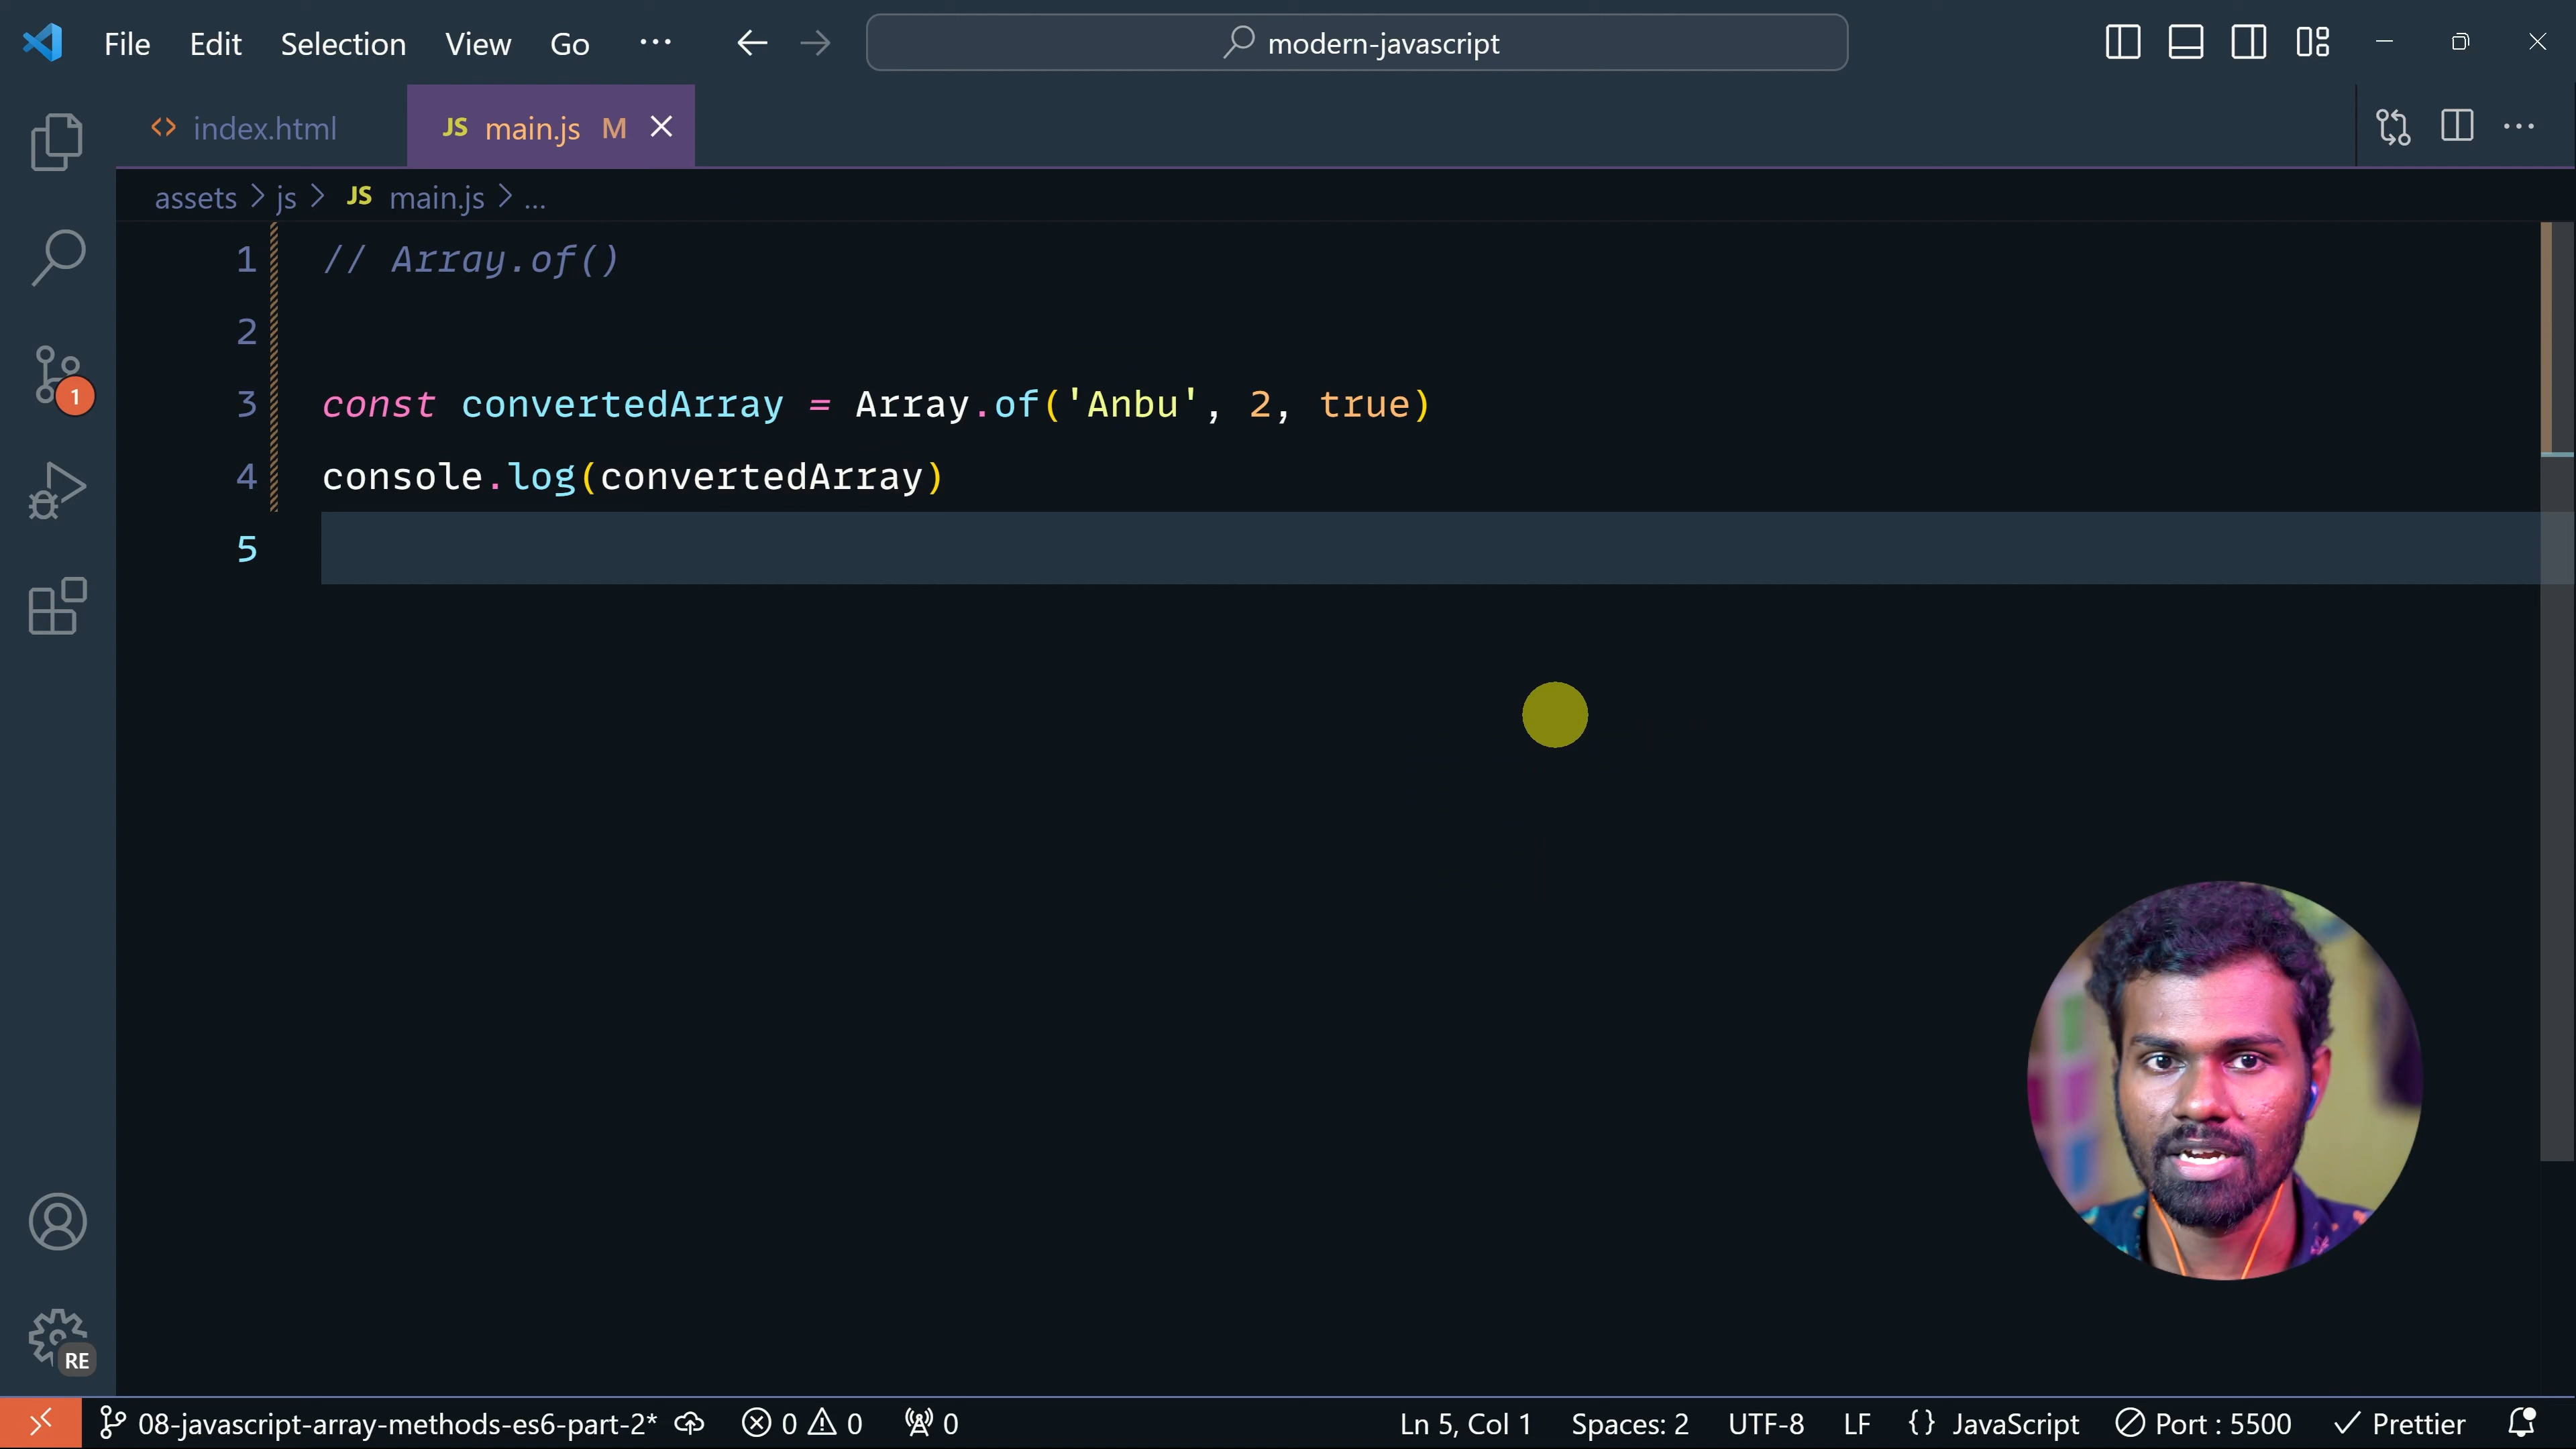 File Edit Selection View Go ... modern-javascript
index.html JS main.js M
assets > js > JS main.js > ...
1 // Array.of()
2
3 const convertedArray = Array.of('Anbu', 2, true)
4 console.log(convertedArray)
5
1
RE
08-javascript-array-methods-es6-part-2* 0 0 0 Ln 5, Col 1 Spaces: 2 UTF-8 LF {} JavaScript Port : 5500 Prettier